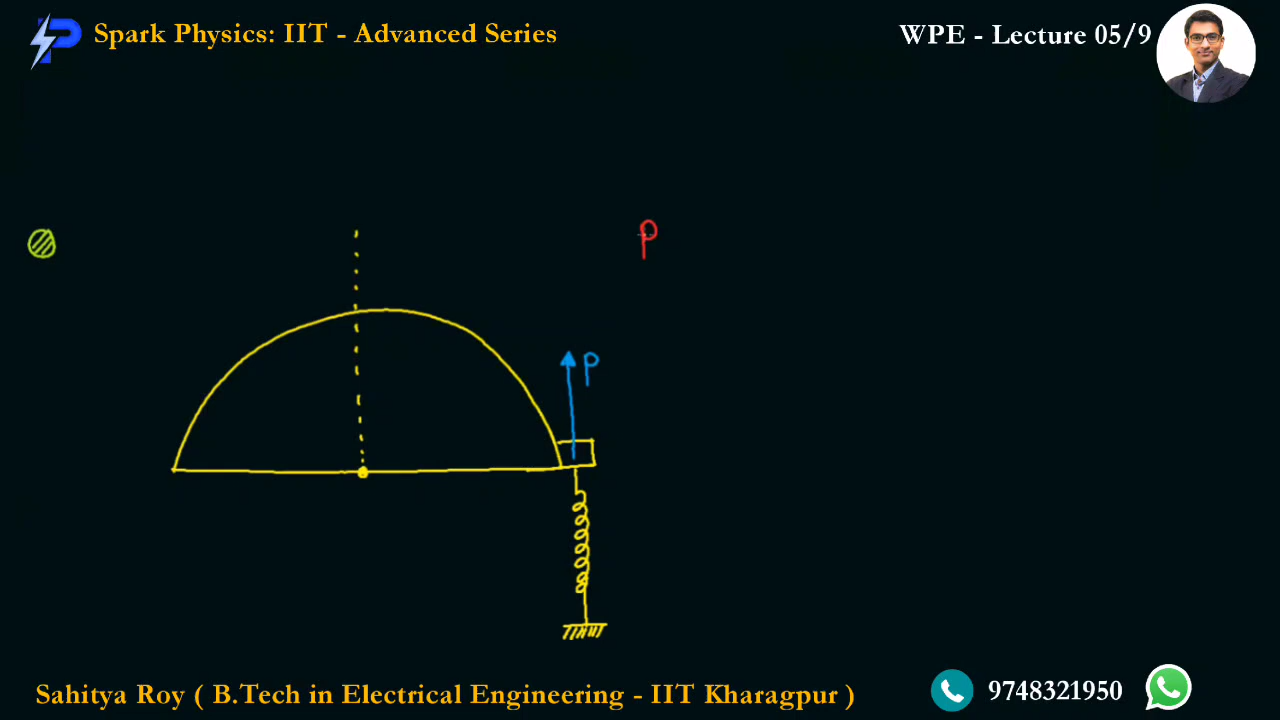 Spark Physics: IIT - Advanced Series
WPE - Lecture 05/9
P
P
Sahitya Roy ( B.Tech in Electrical Engineering - IIT Kharagpur )
9748321950